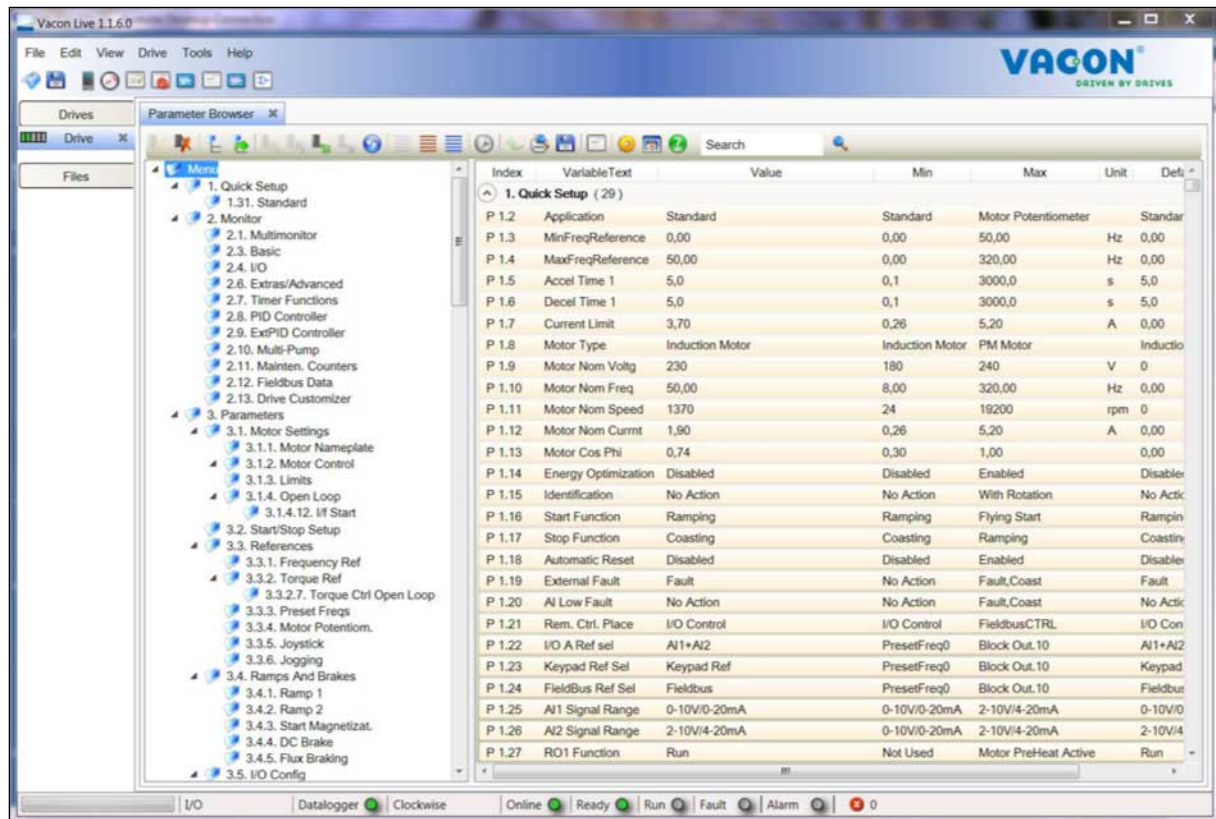 Vacon Live 1.1.6.0
File Edit View Drive Tools Help
VACON®
DRIVEN BY DRIVES
Drives
Drive
Files
Parameter Browser
Search
Menu
1. Quick Setup
1.31. Standard
2. Monitor
2.1. Multimonitor
2.3. Basic
2.4. I/O
2.6. Extras/Advanced
2.7. Timer Functions
2.8. PID Controller
2.9. ExtPID Controller
2.10. Multi-Pump
2.11. Mainten. Counters
2.12. Fieldbus Data
2.13. Drive Customizer
3. Parameters
3.1. Motor Settings
3.1.1. Motor Nameplate
3.1.2. Motor Control
3.1.3. Limits
3.1.4. Open Loop
3.1.4.12. I/f Start
3.2. Start/Stop Setup
3.3. References
3.3.1. Frequency Ref
3.3.2. Torque Ref
3.3.2.7. Torque Ctrl Open Loop
3.3.3. Preset Freqs
3.3.4. Motor Potentiom.
3.3.5. Joystick
3.3.6. Jogging
3.4. Ramps And Brakes
3.4.1. Ramp 1
3.4.2. Ramp 2
3.4.3. Start Magnetizat.
3.4.4. DC Brake
3.4.5. Flux Braking
3.5. I/O Config
Index VariableText Value Min Max Unit Defa
1. Quick Setup ( 29 )
P 1.2 Application Standard Standard Motor Potentiometer Standar
P 1.3 MinFreqReference 0,00 0,00 50,00 Hz 0,00
P 1.4 MaxFreqReference 50,00 0,00 320,00 Hz 0,00
P 1.5 Accel Time 1 5,0 0,1 3000,0 s 5,0
P 1.6 Decel Time 1 5,0 0,1 3000,0 s 5,0
P 1.7 Current Limit 3,70 0,26 5,20 A 0,00
P 1.8 Motor Type Induction Motor Induction Motor PM Motor Inductio
P 1.9 Motor Nom Voltg 230 180 240 V 0
P 1.10 Motor Nom Freq 50,00 8,00 320,00 Hz 0,00
P 1.11 Motor Nom Speed 1370 24 19200 rpm 0
P 1.12 Motor Nom Currnt 1,90 0,26 5,20 A 0,00
P 1.13 Motor Cos Phi 0,74 0,30 1,00 0,00
P 1.14 Energy Optimization Disabled Disabled Enabled Disable
P 1.15 Identification No Action No Action With Rotation No Actic
P 1.16 Start Function Ramping Ramping Flying Start Rampin
P 1.17 Stop Function Coasting Coasting Ramping Coastin
P 1.18 Automatic Reset Disabled Disabled Enabled Disable
P 1.19 External Fault Fault No Action Fault,Coast Fault
P 1.20 AI Low Fault No Action No Action Fault,Coast No Actic
P 1.21 Rem. Ctrl. Place I/O Control I/O Control FieldbusCTRL I/O Con
P 1.22 I/O A Ref sel AI1+AI2 PresetFreq0 Block Out.10 AI1+AI2
P 1.23 Keypad Ref Sel Keypad Ref PresetFreq0 Block Out.10 Keypad
P 1.24 FieldBus Ref Sel Fieldbus PresetFreq0 Block Out.10 Fieldbus
P 1.25 AI1 Signal Range 0-10V/0-20mA 0-10V/0-20mA 2-10V/4-20mA 0-10V/0
P 1.26 AI2 Signal Range 2-10V/4-20mA 0-10V/0-20mA 2-10V/4-20mA 2-10V/4
P 1.27 RO1 Function Run Not Used Motor PreHeat Active Run
I/O Datalogger Clockwise Online Ready Run Fault Alarm 0